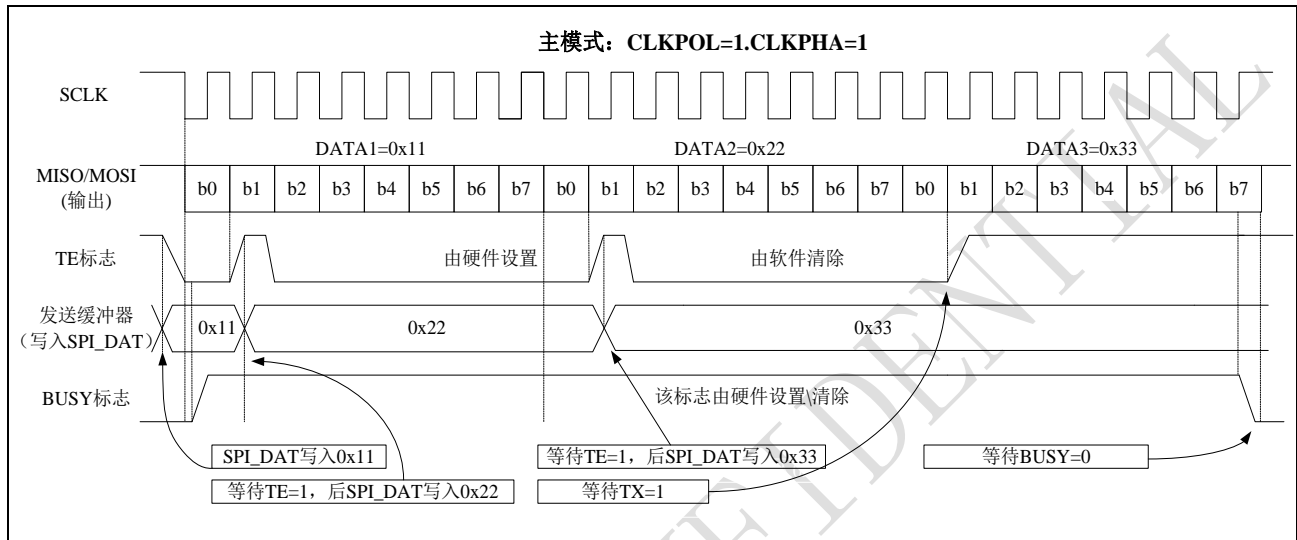 主模式：CLKPOL=1.CLKPHA=1
SCLK
DATA1=0x11 DATA2=0x22 DATA3=0x33
MISO/MOSI
(输出)
b0 b1 b2 b3 b4 b5 b6 b7 b0 b1 b2 b3 b4 b5 b6 b7 b0 b1 b2 b3 b4 b5 b6 b7
TE标志 由硬件设置 由软件清除
发送缓冲器
（写入SPI_DAT）
0x11 0x22 0x33
BUSY标志 该标志由硬件设置\清除
SPI_DAT写入0x11 等待TE=1，后SPI_DAT写入0x33 等待BUSY=0
等待TE=1，后SPI_DAT写入0x22 等待TX=1
FIDENTIAL